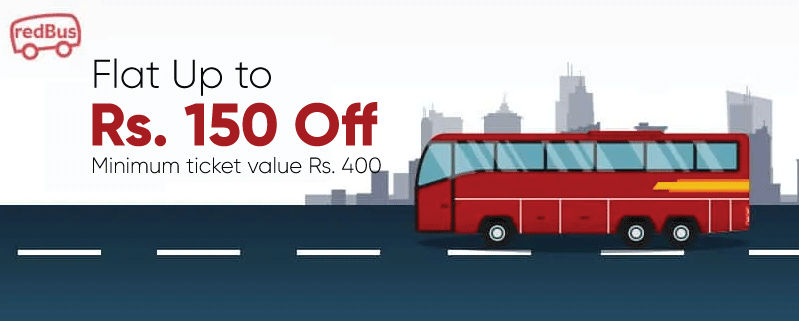 redBus
Flat Up to
Rs. 150 Off
Minimum ticket value Rs. 400